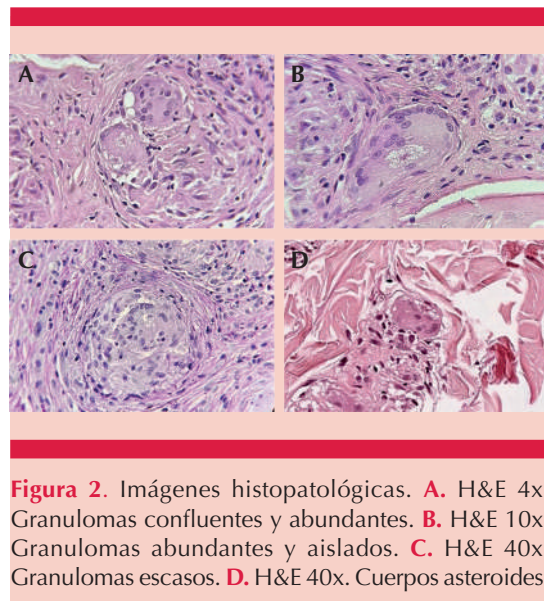 A
B
C
D
Figura 2. Imágenes histopatológicas. A. H&E 4x
Granulomas confluentes y abundantes. B. H&E 10x
Granulomas abundantes y aislados. C. H&E 40x
Granulomas escasos. D. H&E 40x. Cuerpos asteroides